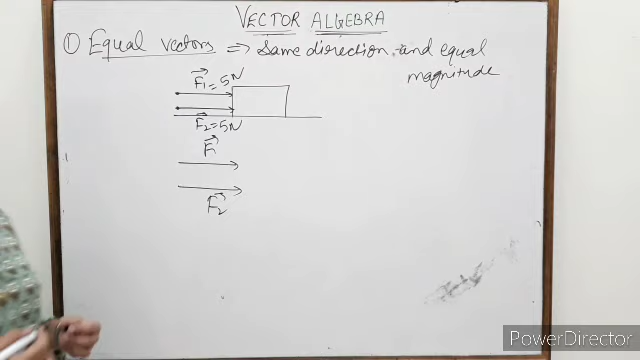 VECTOR ALGEBRA
① Equal vectors ⇒ Same direction and equal
magnitude
F₁ = 5N
F₂ = 5N
F₁
F₂
PowerDirector